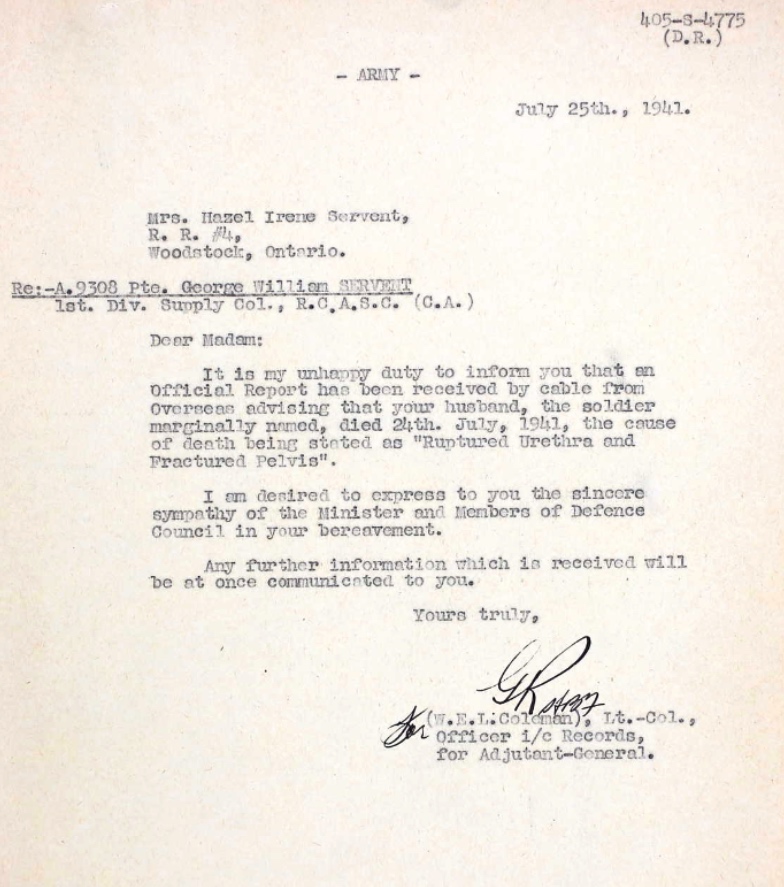 405-S-4775
(D.R.)
- ARMY -
July 25th., 1941.
Mrs. Hazel Irene Servent,
R. R. #4,
Woodstock, Ontario.
Re:-A.9308 Pte. George William SERVENT
1st. Div. Supply Col., R.C.A.S.C. (C.A.)
Dear Madam:
It is my unhappy duty to inform you that an
Official Report has been received by cable from
Overseas advising that your husband, the soldier
marginally named, died 24th. July, 1941, the cause
of death being stated as "Ruptured Urethra and
Fractured Pelvis".
I am desired to express to you the sincere
sympathy of the Minister and Members of Defence
Council in your bereavement.
Any further information which is received will
be at once communicated to you.
Yours truly,
for (W.E.L.Coleman), Lt.-Col.,
Officer i/c Records,
for Adjutant-General.